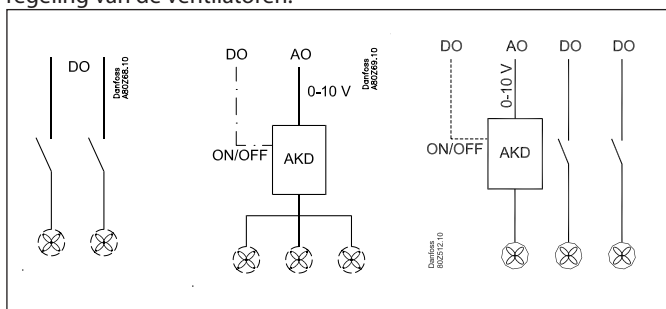 regeling van de ventilatoren.
DO
Danfoss
A80Z68.10
DO
AO
0-10 V
Danfoss
A80Z69.10
ON/OFF
AKD
DO
AO
DO
DO
0-10 V
ON/OFF
AKD
Danfoss
80Z512.10